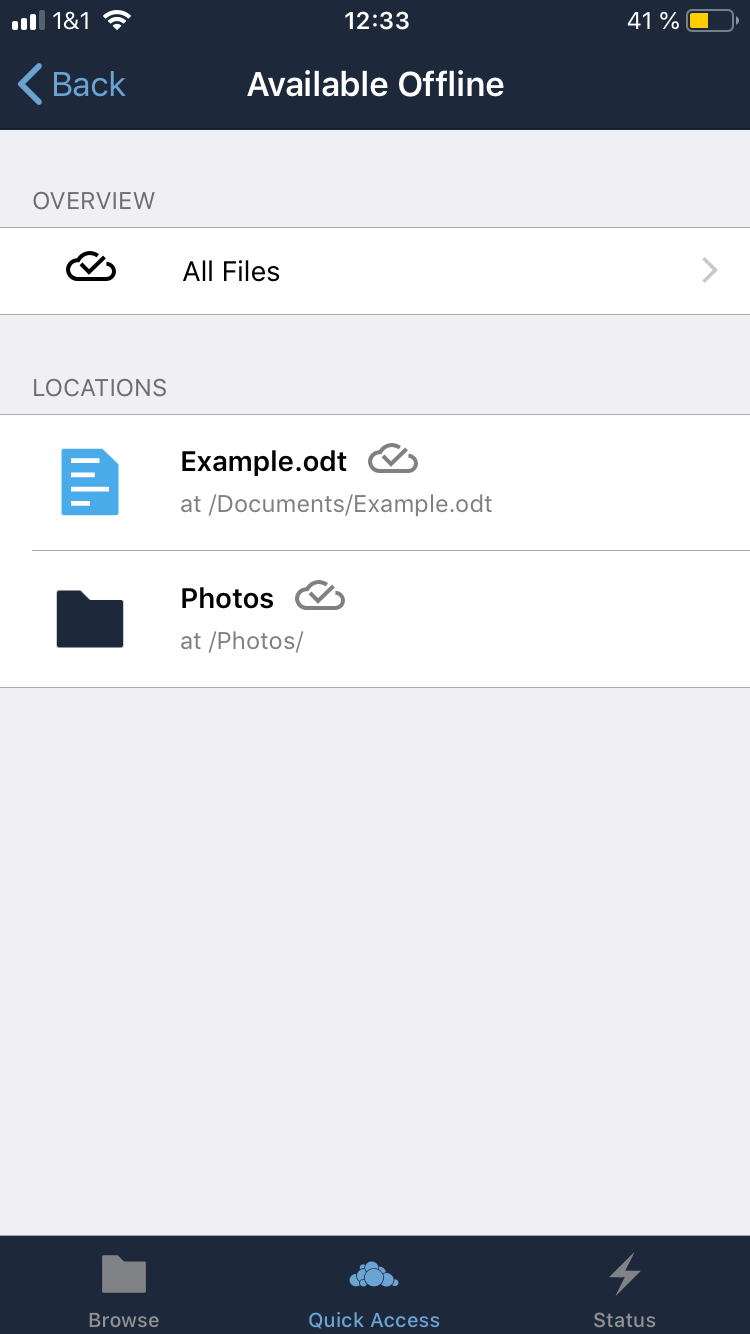 1&1 12:33 41 %
Back Available Offline
OVERVIEW
All Files
LOCATIONS
Example.odt
at /Documents/Example.odt
Photos
at /Photos/
Browse Quick Access Status